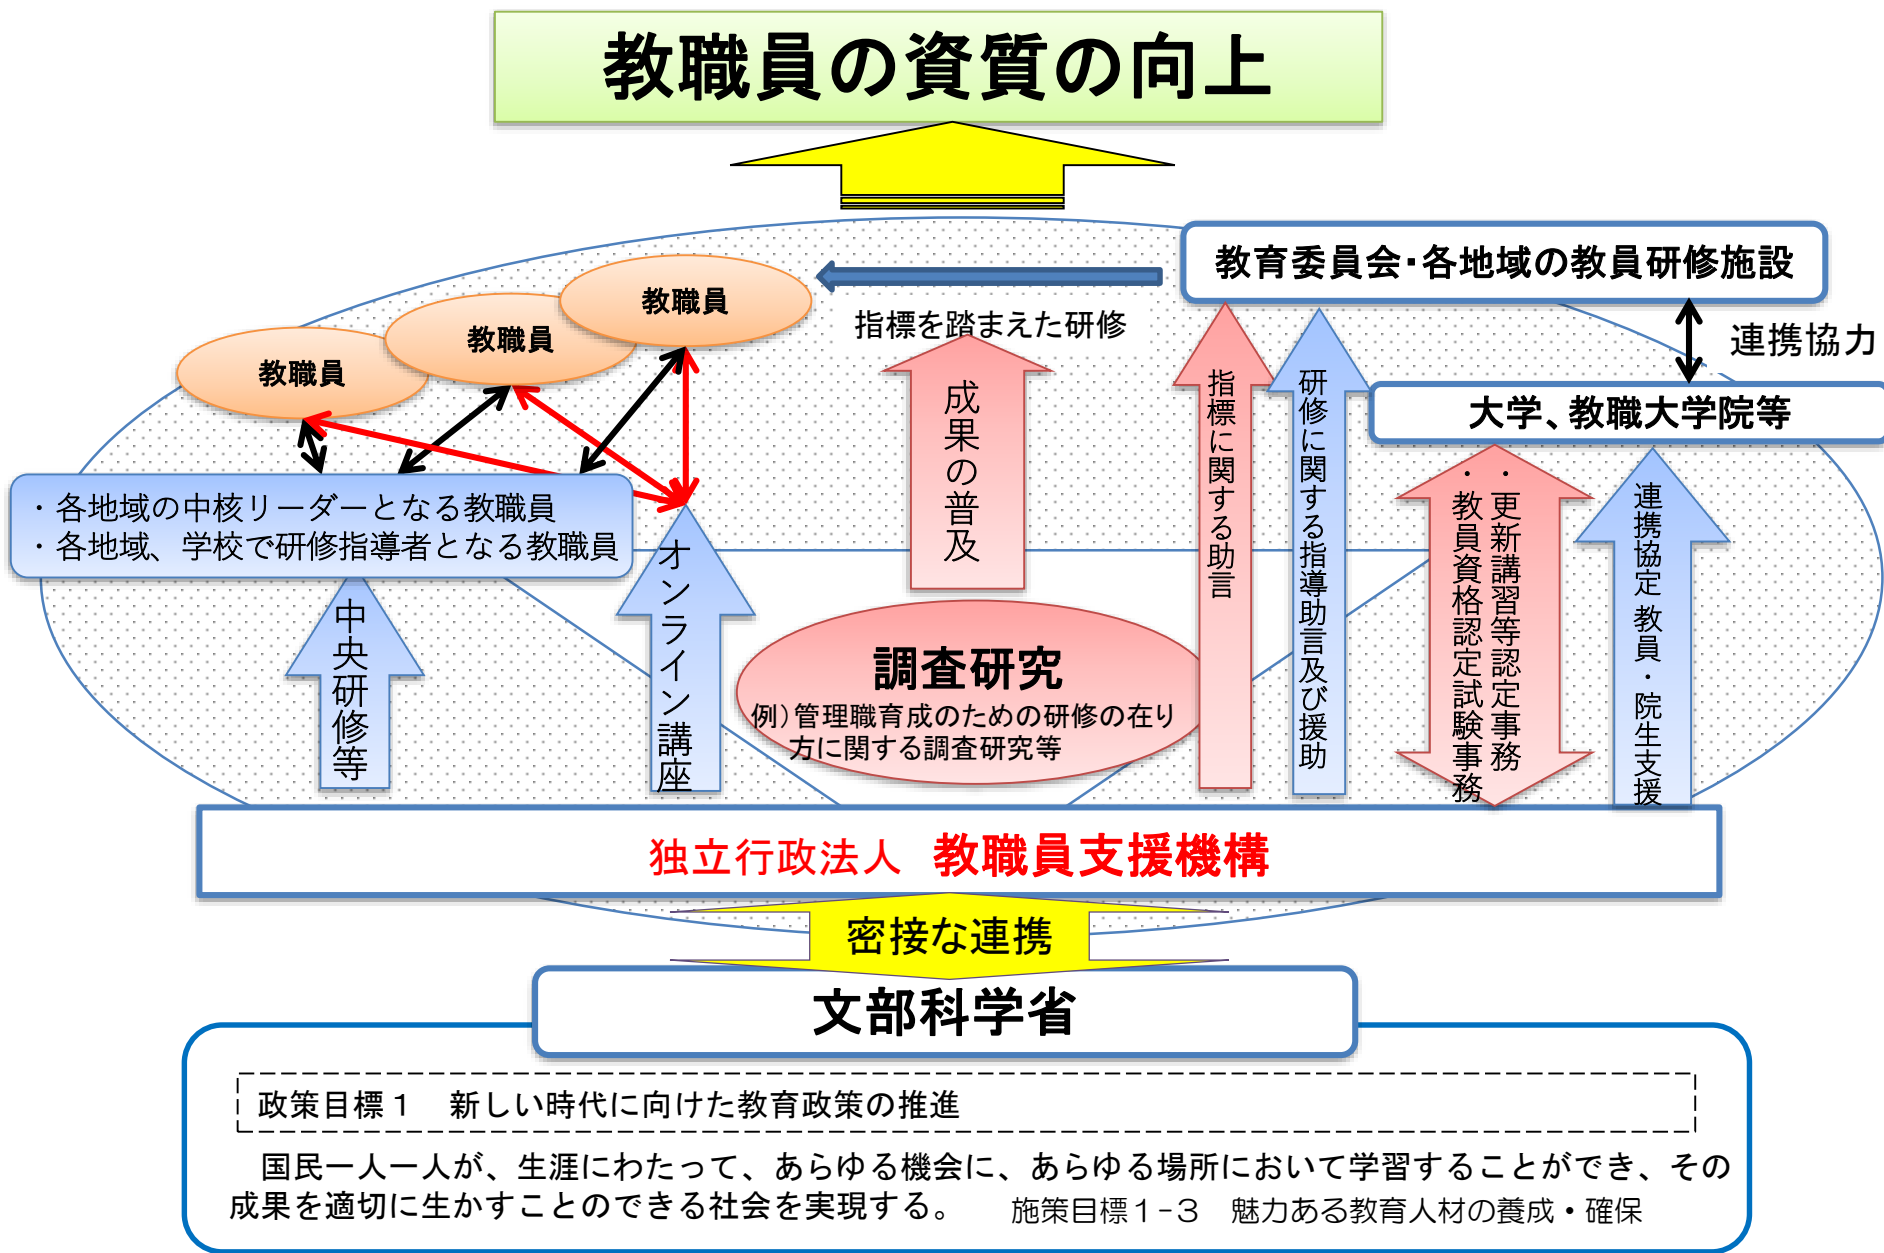 教職員の資質の向上
教育委員会・各地域の教員研修施設
教職員
教職員
教職員
指標を踏まえた研修
連携協力
大学、教職大学院等
・各地域の中核リーダーとなる教職員
・各地域、学校で研修指導者となる教職員
中央研修等
オンライン講座
成果の普及
指標に関する助言
研修に関する指導助言及び援助
・更新講習等認定事務
・教員資格認定試験事務
連携協定 教員・院生支援
調査研究
例）管理職育成のための研修の在り
方に関する調査研究等
独立行政法人 教職員支援機構
密接な連携
文部科学省
政策目標１　新しい時代に向けた教育政策の推進
国民一人一人が、生涯にわたって、あらゆる機会に、あらゆる場所において学習することができ、その
成果を適切に生かすことのできる社会を実現する。　施策目標１-３　魅力ある教育人材の養成・確保